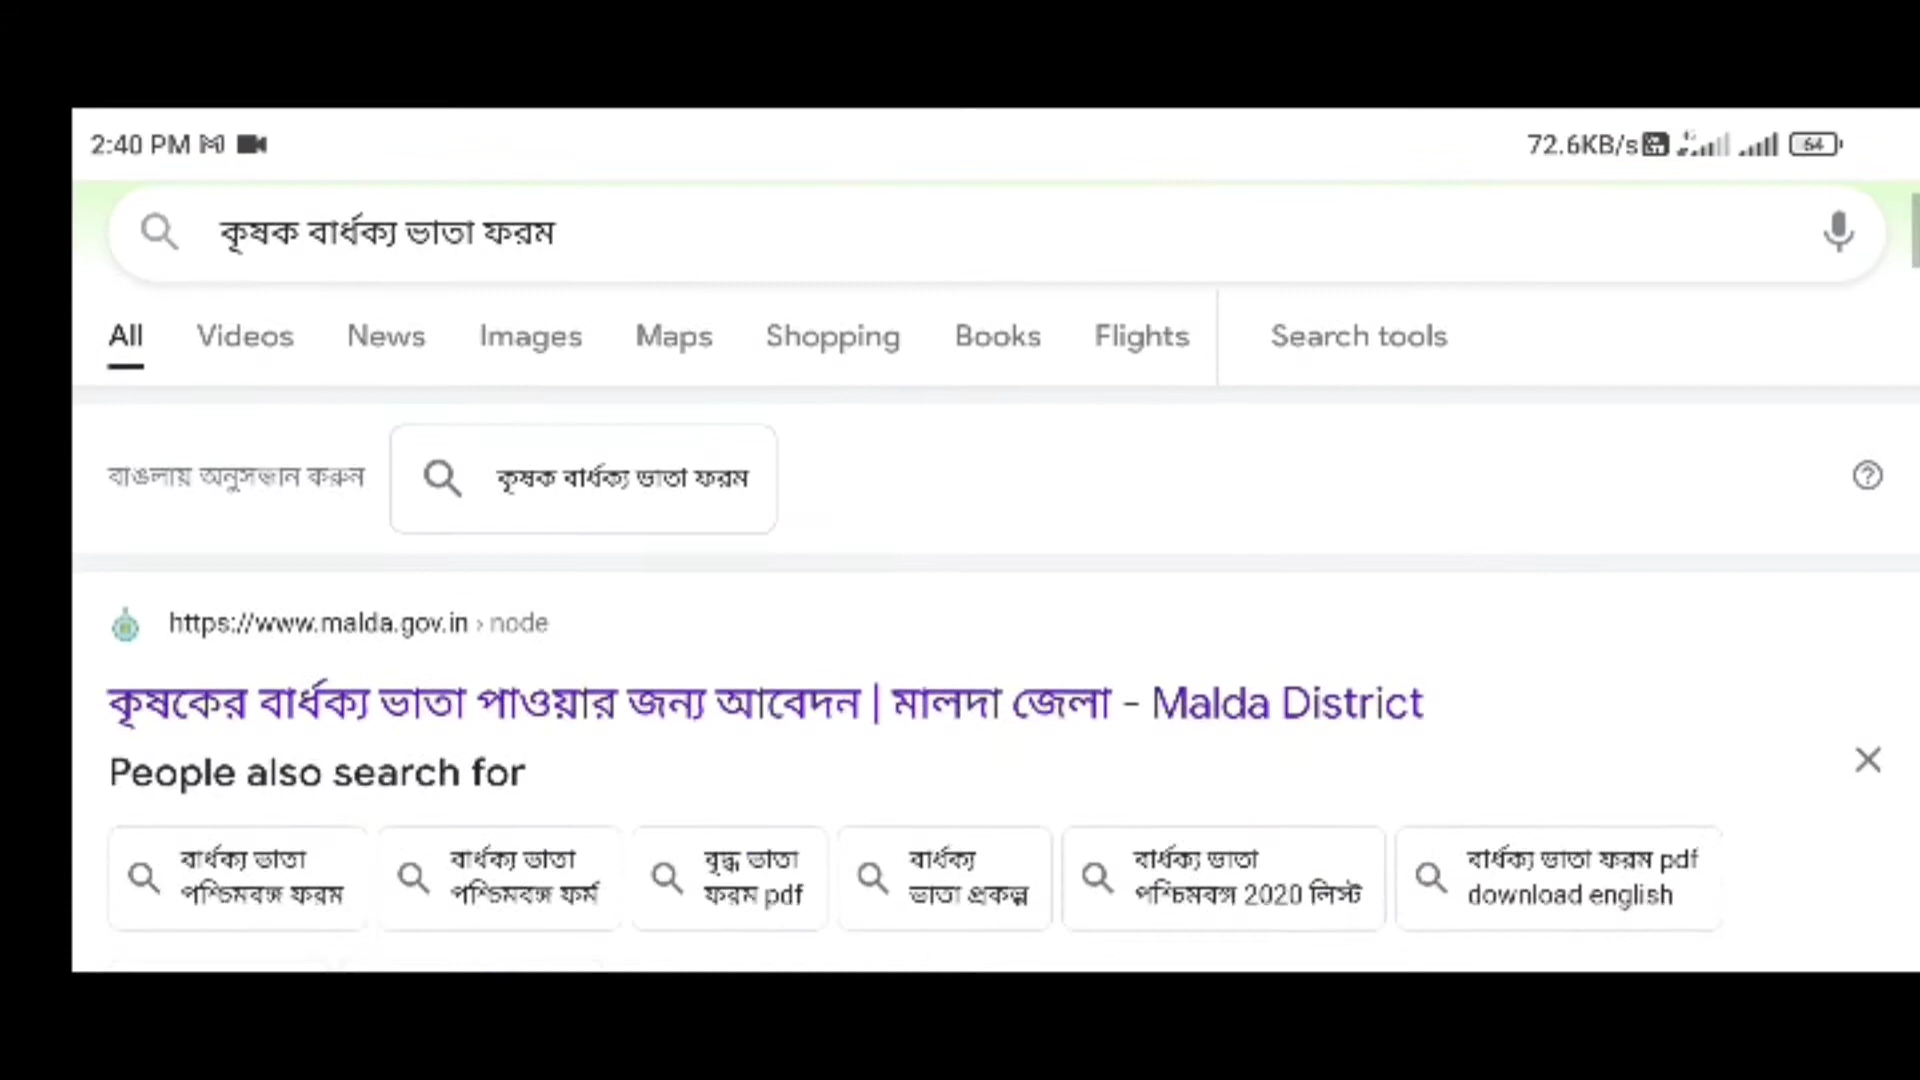 2:40 PM
72.6KB/s
64
কৃষক বার্ধক্য ভাতা ফরম
All Videos News Images Maps Shopping Books Flights Search tools
বাঙলায় অনুসন্ধান করুন
কৃষক বার্ধক্য ভাতা ফরম
https://www.malda.gov.in › node
কৃষকের বার্ধক্য ভাতা পাওয়ার জন্য আবেদন | মালদা জেলা - Malda District
People also search for
বার্ধক্য ভাতা
পশ্চিমবঙ্গ ফরম
বার্ধক্য ভাতা
পশ্চিমবঙ্গ ফর্ম
বৃদ্ধ ভাতা
ফরম pdf
বার্ধক্য
ভাতা প্রকল্প
বার্ধক্য ভাতা
পশ্চিমবঙ্গ 2020 লিস্ট
বার্ধক্য ভাতা ফরম pdf
download english